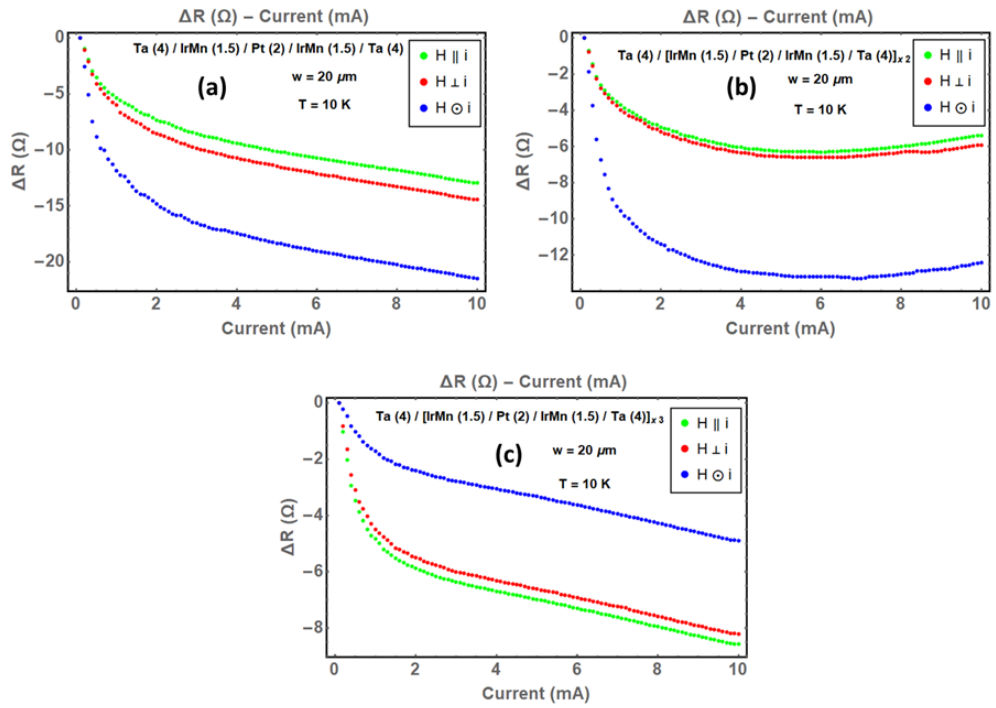 ΔR (Ω) – Current (mA)
Ta (4) / IrMn (1.5) / Pt (2) / IrMn (1.5) / Ta (4)
(a)
w = 20 μm
T = 10 K
H ∥ i
H ⊥ i
H ⊙ i
ΔR (Ω)
0
−5
−10
−15
−20
0 2 4 6 8 10
Current (mA)
ΔR (Ω) – Current (mA)
Ta (4) / [IrMn (1.5) / Pt (2) / IrMn (1.5) / Ta (4)]x 2
(b)
w = 20 μm
T = 10 K
H ∥ i
H ⊥ i
H ⊙ i
ΔR (Ω)
0
−2
−4
−6
−8
−10
−12
−14
0 2 4 6 8 10
Current (mA)
ΔR (Ω) – Current (mA)
Ta (4) / [IrMn (1.5) / Pt (2) / IrMn (1.5) / Ta (4)]x 3
(c)
w = 20 μm
T = 10 K
H ∥ i
H ⊥ i
H ⊙ i
ΔR (Ω)
0
−2
−4
−6
−8
0 2 4 6 8 10
Current (mA)